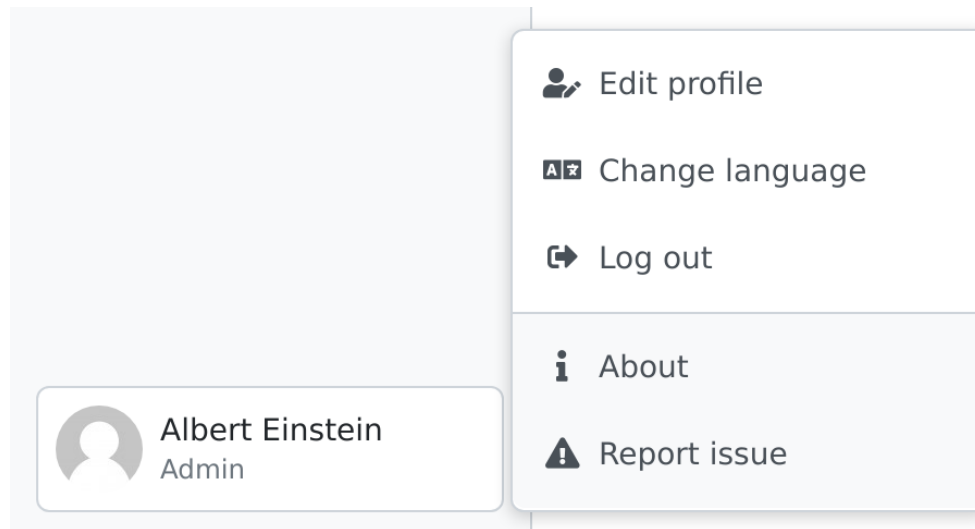 Edit profile
Change language
Log out
About
Report issue
Albert Einstein
Admin